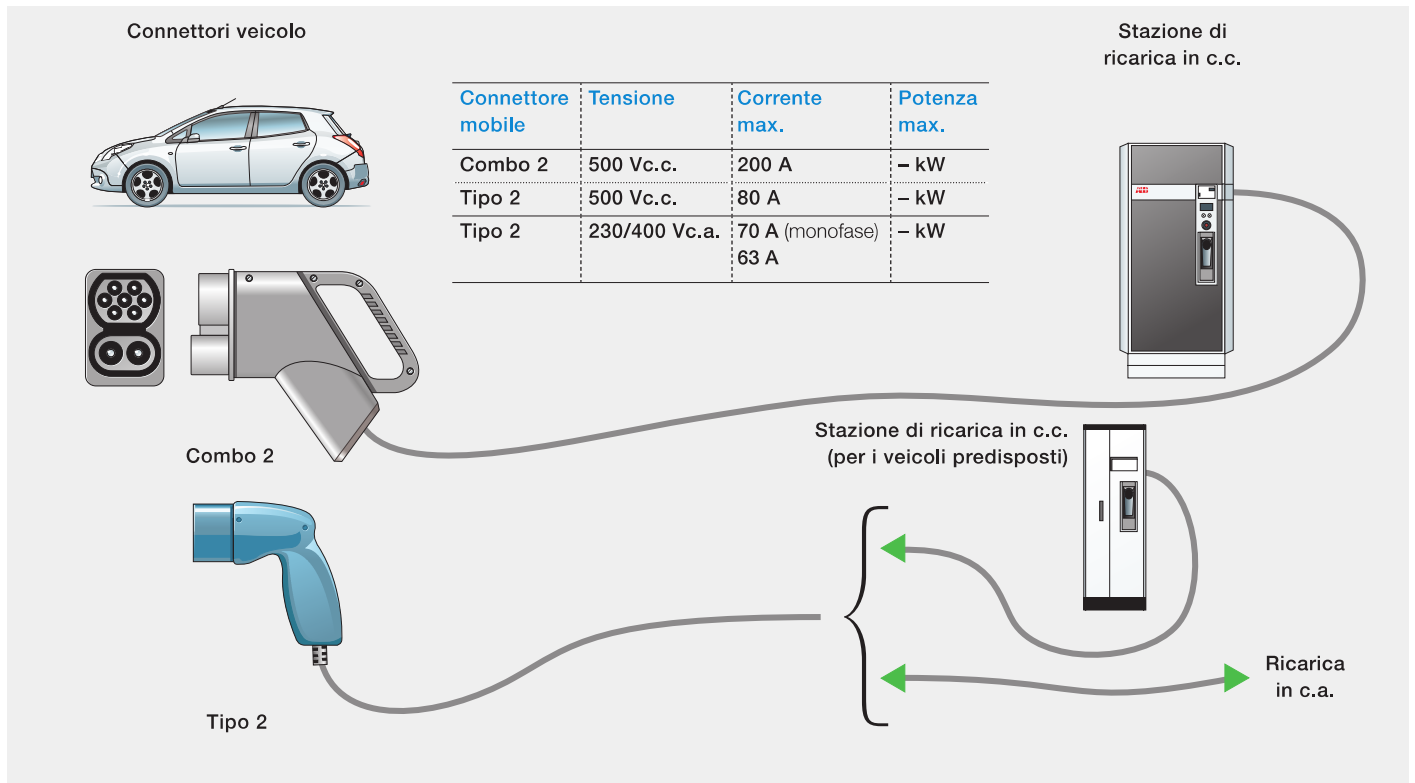 Connettori veicolo
Stazione di
ricarica in c.c.
Connettore mobile Tensione Corrente max. Potenza max.
Combo 2 500 Vc.c. 200 A – kW
Tipo 2 500 Vc.c. 80 A – kW
Tipo 2 230/400 Vc.a. 70 A (monofase) – kW
63 A
Combo 2
Stazione di ricarica in c.c.
(per i veicoli predisposti)
Tipo 2
Ricarica
in c.a.